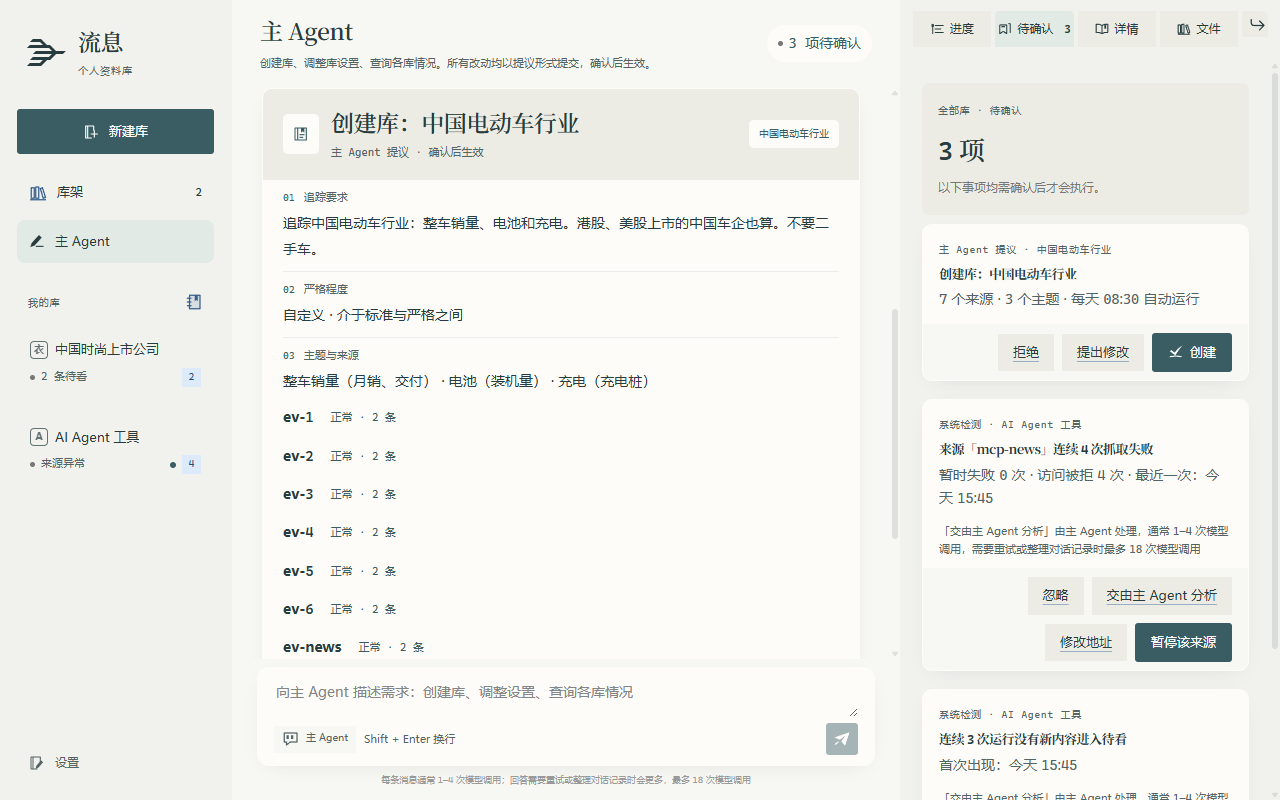 流息
个人资料库
新建库
库架 2
主 Agent
我的库
衣 中国时尚上市公司
2 条待看 2
A AI Agent 工具
来源异常 4
设置
主 Agent
创建库、调整库设置、查询各库情况。所有改动均以提议形式提交，确认后生效。
3 项待确认
创建库：中国电动车行业
主 Agent 提议 · 确认后生效
中国电动车行业
01 追踪要求
追踪中国电动车行业：整车销量、电池和充电。港股、美股上市的中国车企也算。不要二
手车。
02 严格程度
自定义 · 介于标准与严格之间
03 主题与来源
整车销量（月销、交付） · 电池（装机量） · 充电（充电桩）
ev-1 正常 · 2 条
ev-2 正常 · 2 条
ev-3 正常 · 2 条
ev-4 正常 · 2 条
ev-5 正常 · 2 条
ev-6 正常 · 2 条
ev-news 正常 · 2 条
向主 Agent 描述需求：创建库、调整设置、查询各库情况
主 Agent Shift + Enter 换行
每条消息通常 1–4 次模型调用；回答需要重试或整理对话记录时会更多，最多 18 次模型调用
进度 待确认 3 详情 文件
全部库 · 待确认
3 项
以下事项均需确认后才会执行。
主 Agent 提议 · 中国电动车行业
创建库：中国电动车行业
7 个来源 · 3 个主题 · 每天 08:30 自动运行
拒绝 提出修改 创建
系统检测 · AI Agent 工具
来源「mcp-news」连续 4 次抓取失败
暂时失败 0 次 · 访问被拒 4 次 · 最近一次：今
天 15:45
「交由主 Agent 分析」由主 Agent 处理，通常 1–4 次模型
调用，需要重试或整理对话记录时最多 18 次模型调用
忽略 交由主 Agent 分析
修改地址 暂停该来源
系统检测 · AI Agent 工具
连续 3 次运行没有新内容进入待看
首次出现：今天 15:45
「交由主 Agent 分析」由主 Agent 处理，通常 1–4 次模型